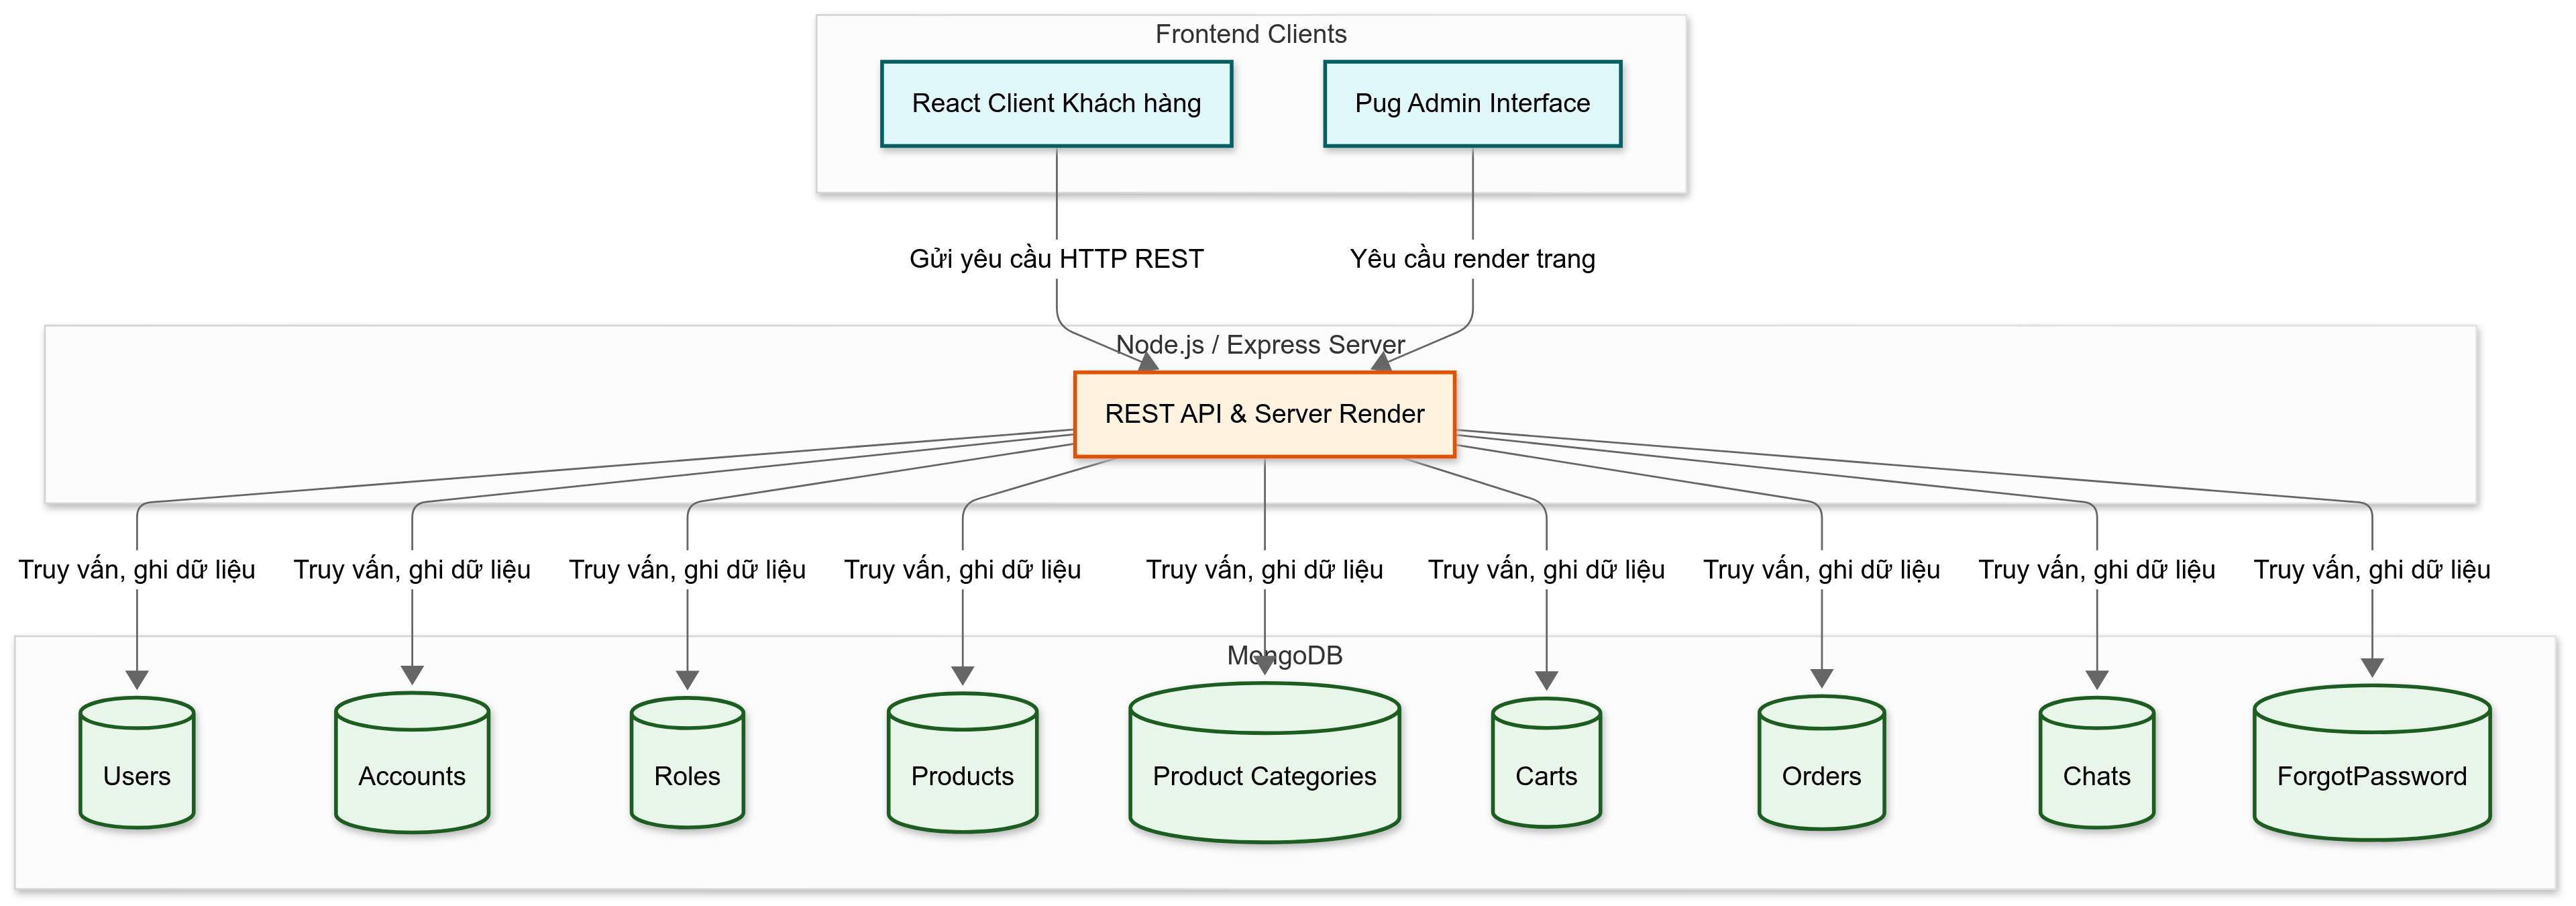 Frontend Clients
React Client Khách hàng
Pug Admin Interface
Gửi yêu cầu HTTP REST
Yêu cầu render trang
Node.js / Express Server
REST API & Server Render
Truy vấn, ghi dữ liệu
Truy vấn, ghi dữ liệu
Truy vấn, ghi dữ liệu
Truy vấn, ghi dữ liệu
Truy vấn, ghi dữ liệu
Truy vấn, ghi dữ liệu
Truy vấn, ghi dữ liệu
Truy vấn, ghi dữ liệu
Truy vấn, ghi dữ liệu
MongoDB
Users
Accounts
Roles
Products
Product Categories
Carts
Orders
Chats
ForgotPassword